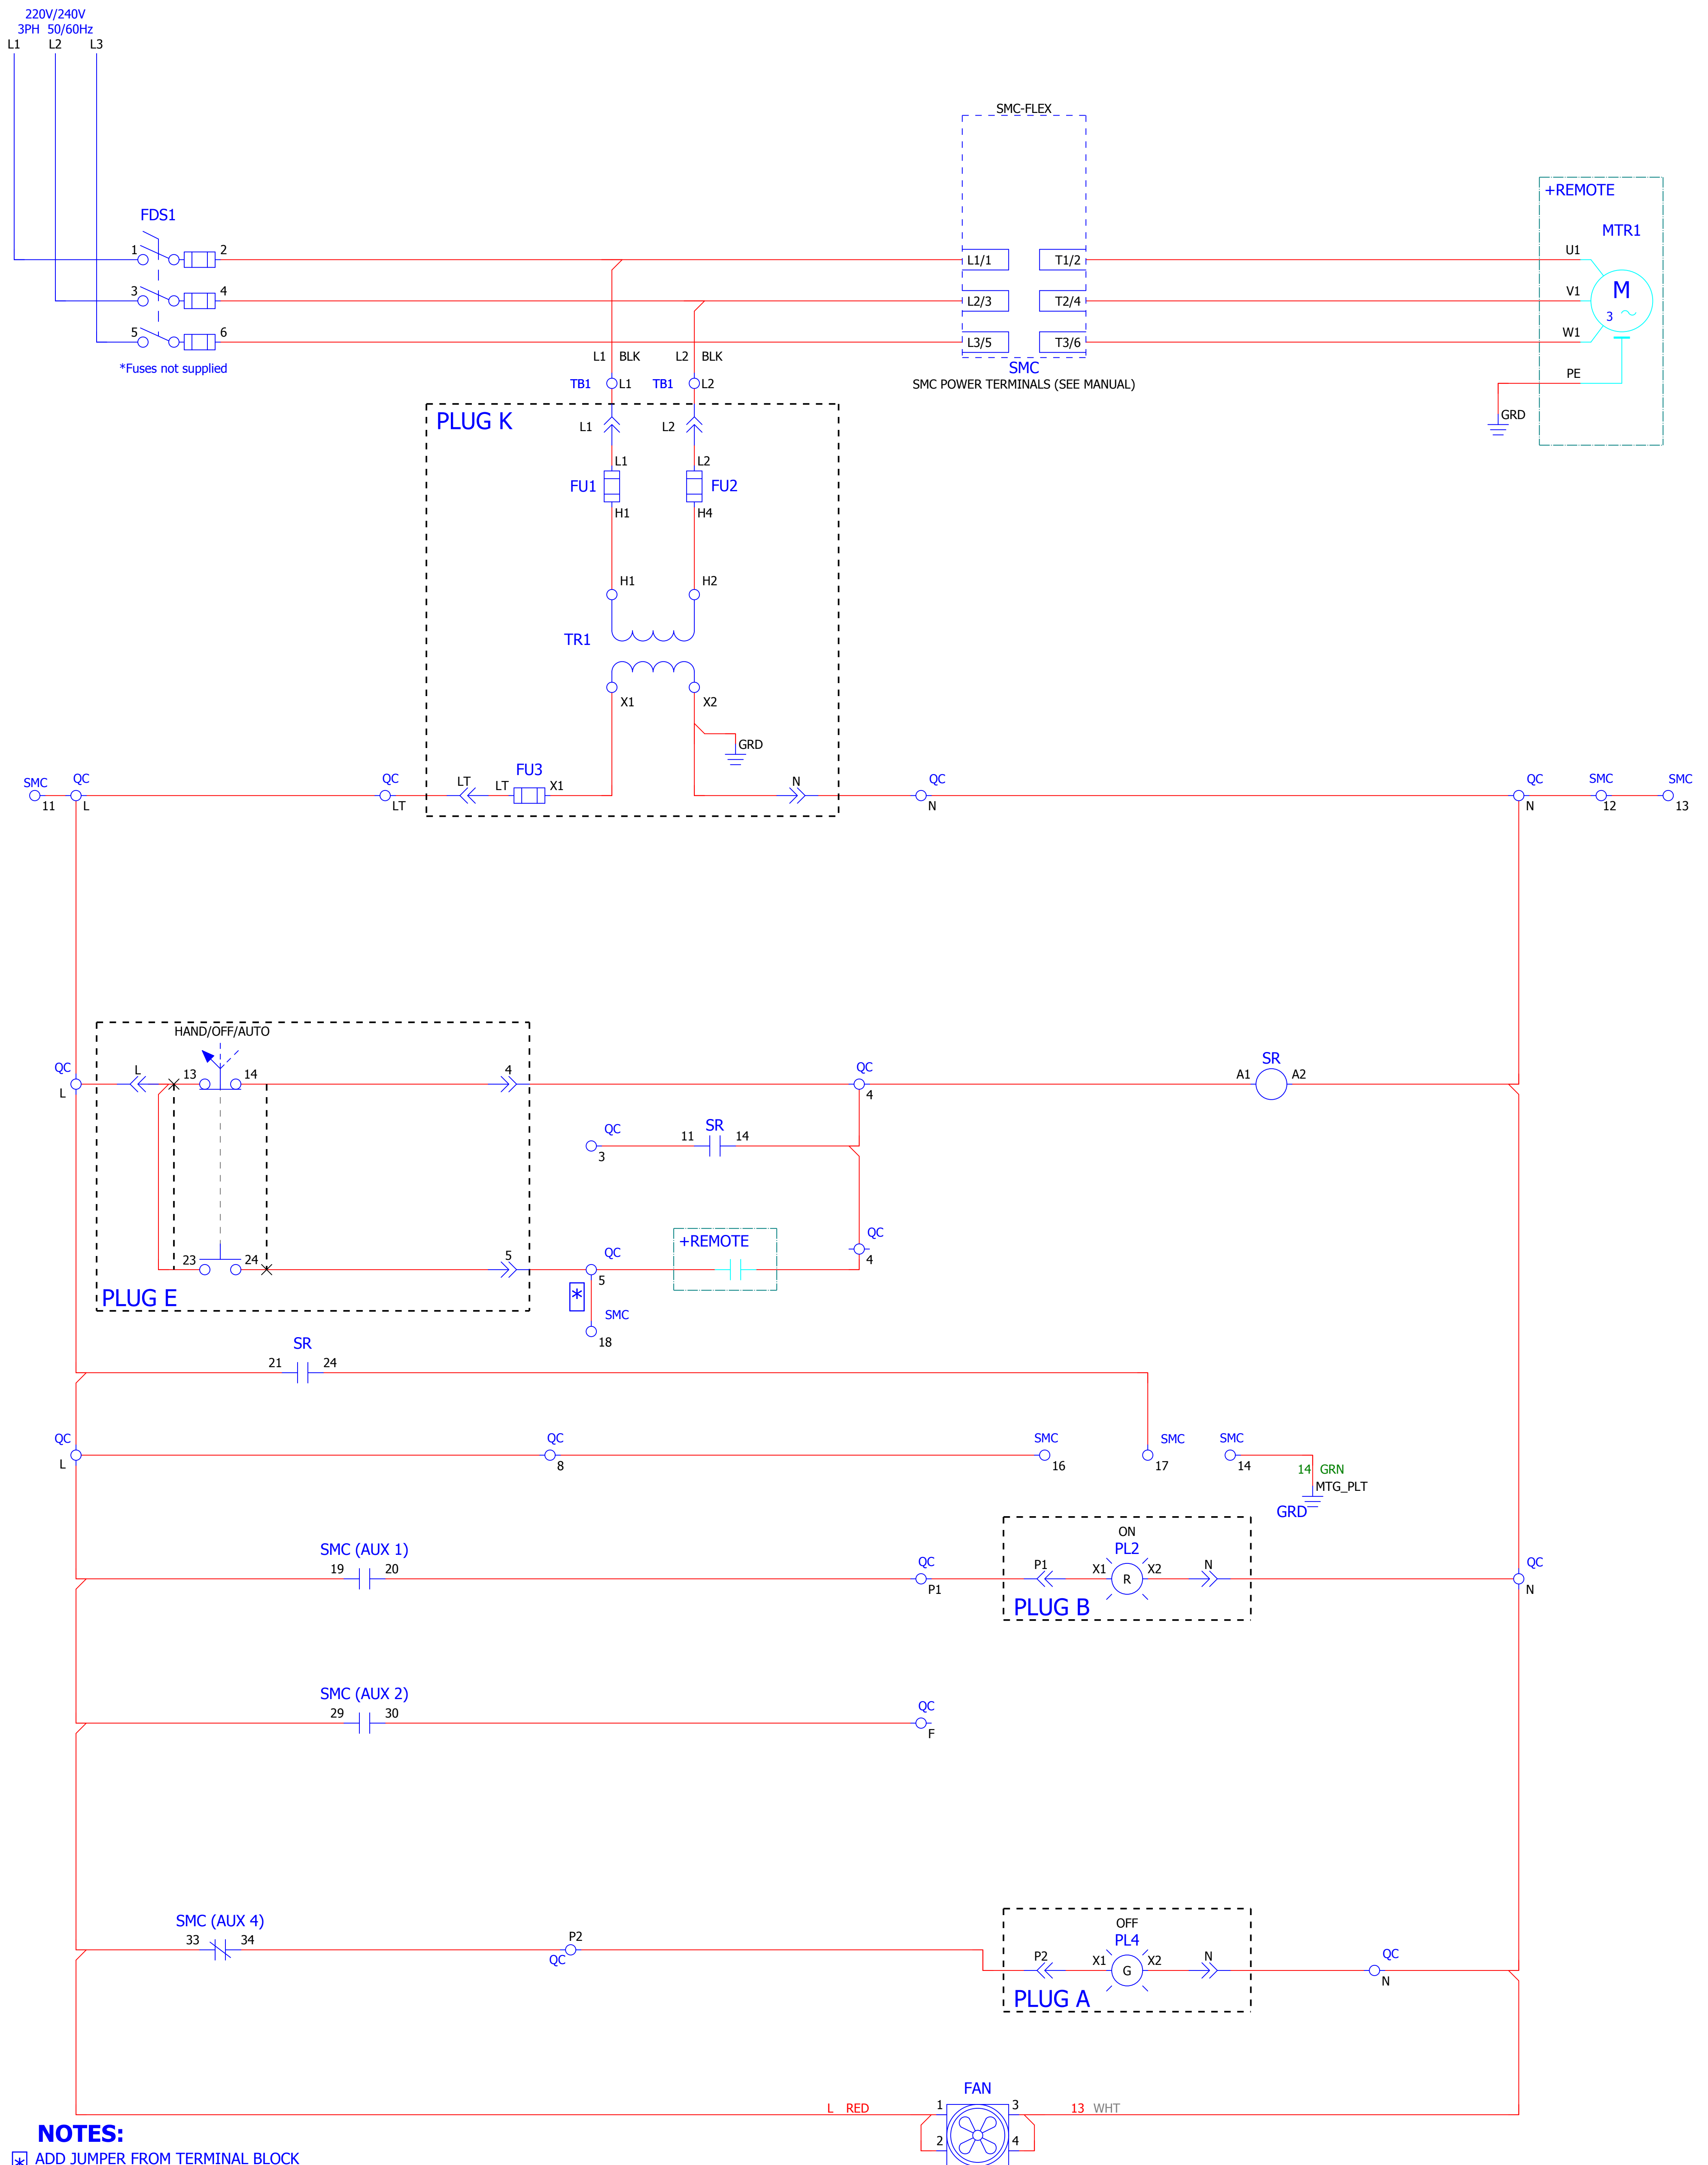 220V/240V
3PH 50/60Hz
L1 L2 L3
SMC-FLEX
+REMOTE
FDS1
MTR1
1 2 L1/1 T1/2 U1
3 4 L2/3 T2/4 V1
M
3
5 6 L3/5 T3/6 W1
*Fuses not supplied
L1 BLK L2 BLK
SMC
SMC POWER TERMINALS (SEE MANUAL)
PE
TB1 L1 TB1 L2
GRD
PLUG K
L1 L2
L1 L2
FU1 FU2
H1 H4
H1 H2
TR1
X1 X2
GRD
SMC QC QC FU3 QC QC SMC SMC
LT LT X1 N
11 L LT N N 12 13
HAND/OFF/AUTO
QC L 13 14 4 QC SR
A1 A2
L 4
QC SR
11 14
3
QC
+REMOTE
23 24 5 QC
4
5
PLUG E
*
SMC
18
SR
21 24
QC QC SMC SMC SMC
L 8 16 17 14
14 GRN
MTG_PLT
GRD
ON
SMC (AUX 1) PL2
19 20 QC P1 X1 R X2 N QC
P1 N
PLUG B
SMC (AUX 2)
29 30 QC
F
OFF
SMC (AUX 4) PL4
33 34 P2
QC
P2 X1 G X2 N QC
N
PLUG A
FAN
L RED 1 3 13 WHT
2 4
NOTES:
* ADD JUMPER FROM TERMINAL BLOCK